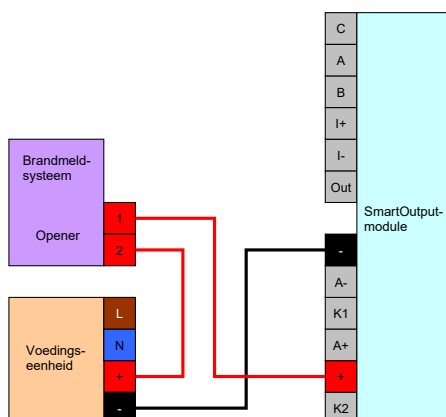 C
A
B
I+
I-
Out
Brandmeld-
systeem
Opener
1
2
SmartOutput-
module
-
A-
K1
A+
+
K2
Voedings-
eenheid
L
N
+
-